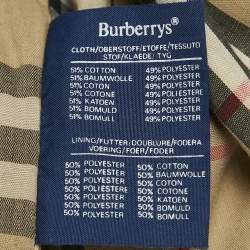 Burberrys®
CLOTH/OBERSTOFF/ETOFFE/TESSUTO
STOF/KLAEDE/TYG
51% COTTON 49% POLYESTER
51% BAUMWOLLE 49% POLYESTER
51% COTON 49% POLYESTER
51% COTONE 49% POLIESTERE
51% KATOEN 49% POLYESTER
51% BOMULD 49% POLYESTER
51% BOMULL 49% POLYESTER
LINING/FUTTER/DOUBLURE/FODERA
VOERING/FOER/FODER
50% POLYESTER 50% COTTON
50% POLYESTER 50% BAUMWOLLE
50% POLYESTER 50% COTON
50% POLIESTERE 50% COTONE
50% POLYESTER 50% KATOEN
50% POLYESTER 50% BOMULD
50% POLYESTER 50% BOMULL